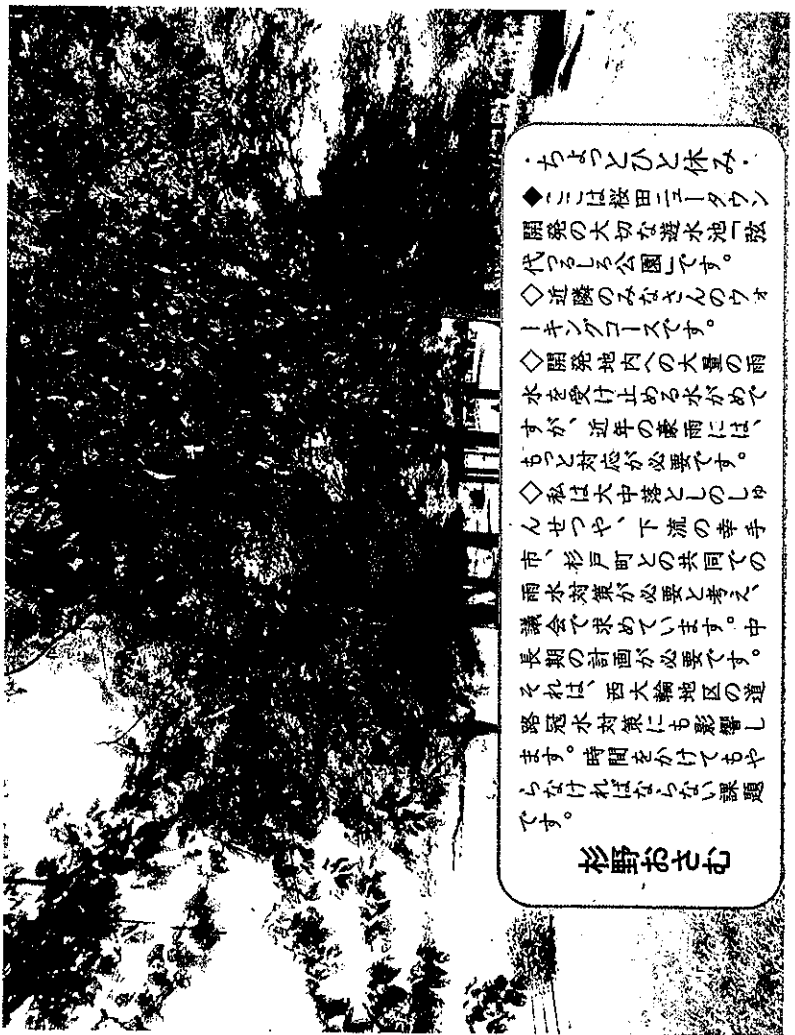 ・ちょっとひと休み・
◆ここは桜田ニュータウン
開発の大切な遊水池「弦
代つるしろ公園」です。
◇近隣のみなさんのウォ
ーキングコースです。
◇開発地内への大量の雨
水を受け止める水がめで
すが、近年の豪雨には、
もっと対応が必要です。
◇私は大中落としのしゅ
んせつや、下流の幸手
市、杉戸町との共同での
雨水対策が必要と考え、
議会で求めています。中
長期の計画が必要です。
それは、西大輪地区の道
路冠水対策にも影響し
ます。時間をかけてもや
らなければならない課題
です。
杉野おさむ